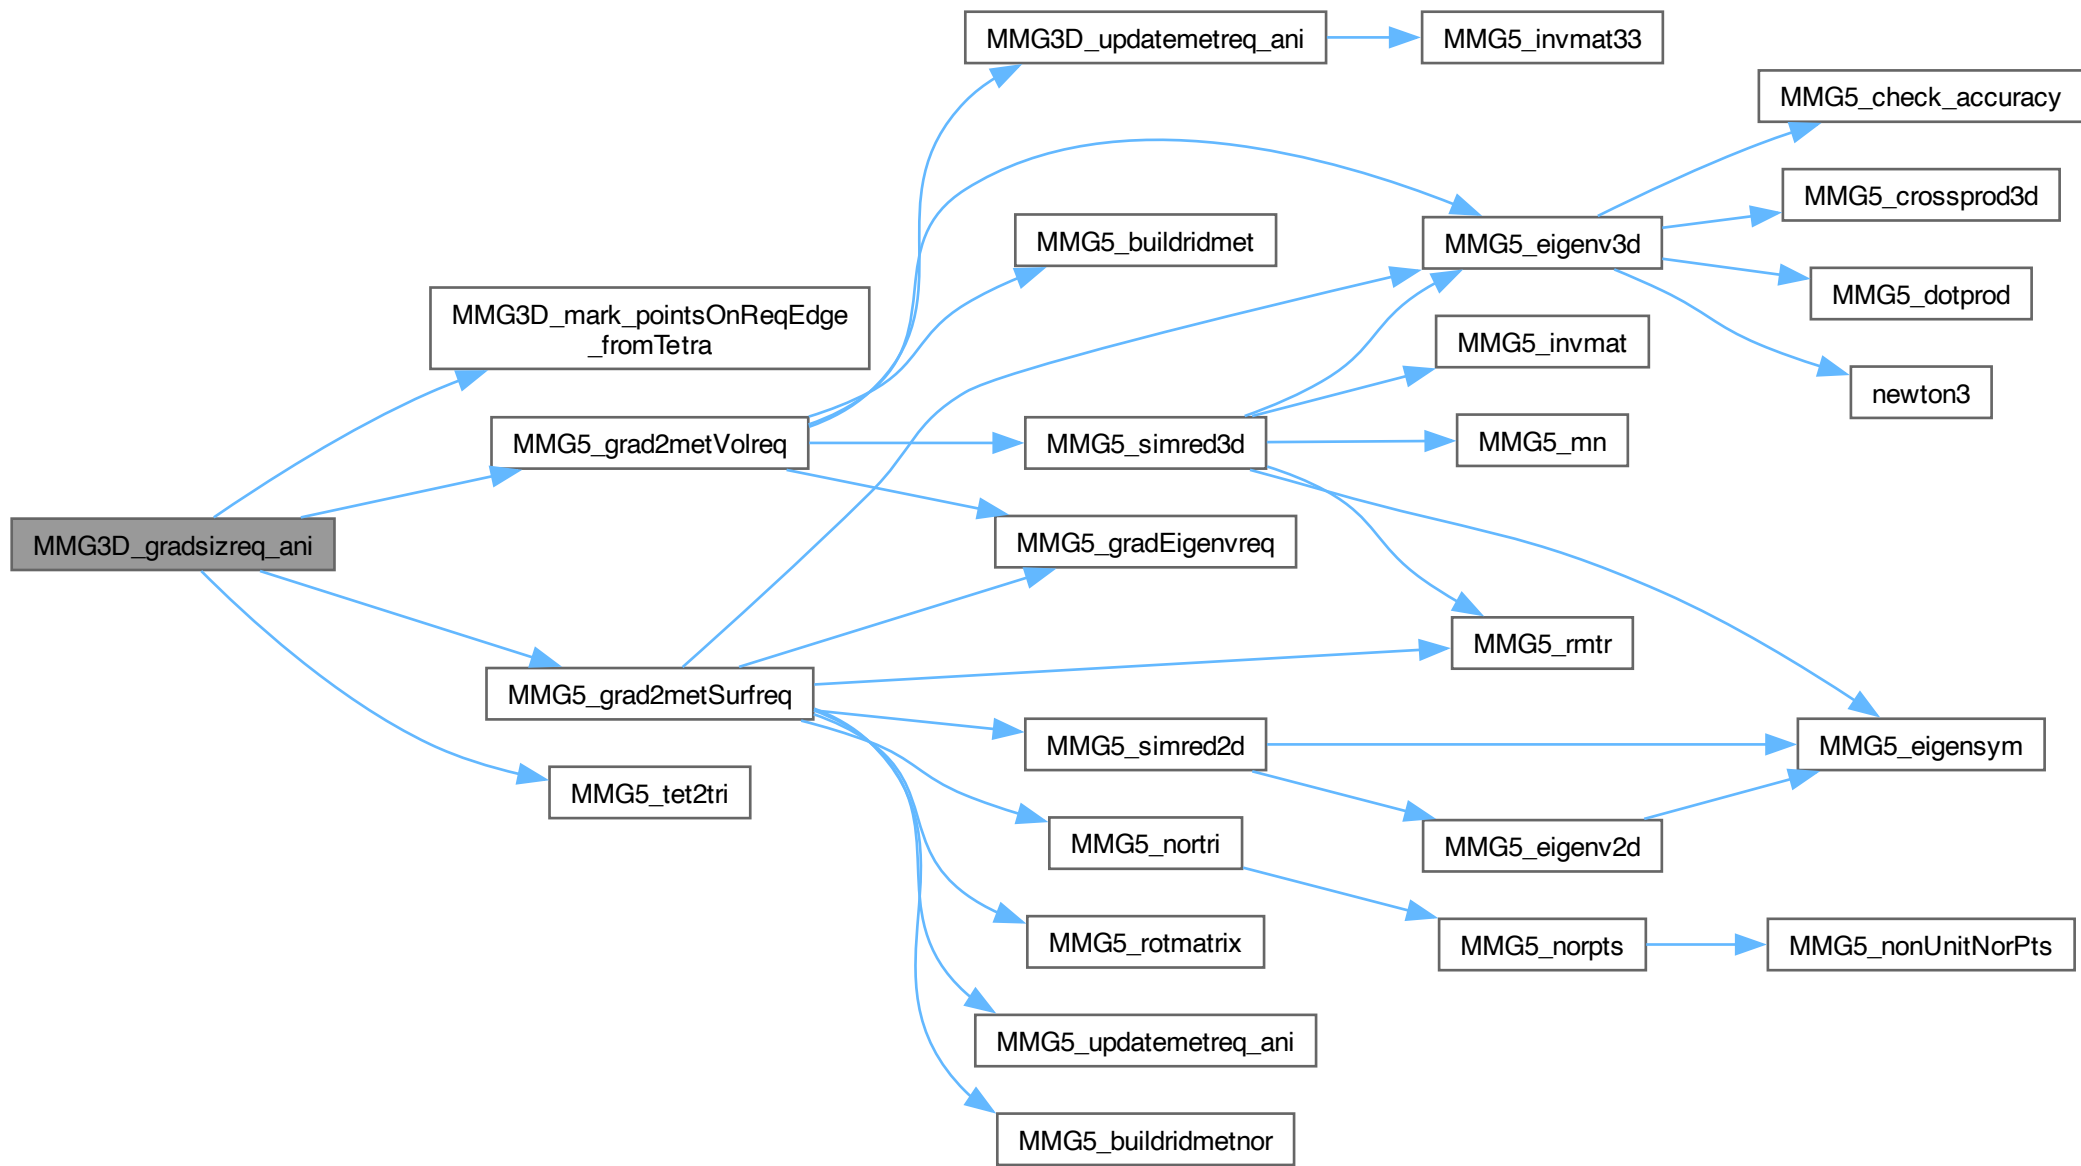 MMG3D_updatemetreq_ani
MMG5_invmat33
MMG5_check_accuracy
MMG5_crossprod3d
MMG5_buildridmet
MMG5_eigenv3d
MMG5_dotprod
MMG3D_mark_pointsOnReqEdge
_fromTetra
MMG5_invmat
newton3
MMG5_grad2metVolreq
MMG5_simred3d
MMG5_mn
MMG3D_gradsizreq_ani
MMG5_gradEigenvreq
MMG5_rmtr
MMG5_grad2metSurfreq
MMG5_simred2d
MMG5_eigensym
MMG5_tet2tri
MMG5_nortri
MMG5_eigenv2d
MMG5_rotmatrix
MMG5_norpts
MMG5_nonUnitNorPts
MMG5_updatemetreq_ani
MMG5_buildridmetnor